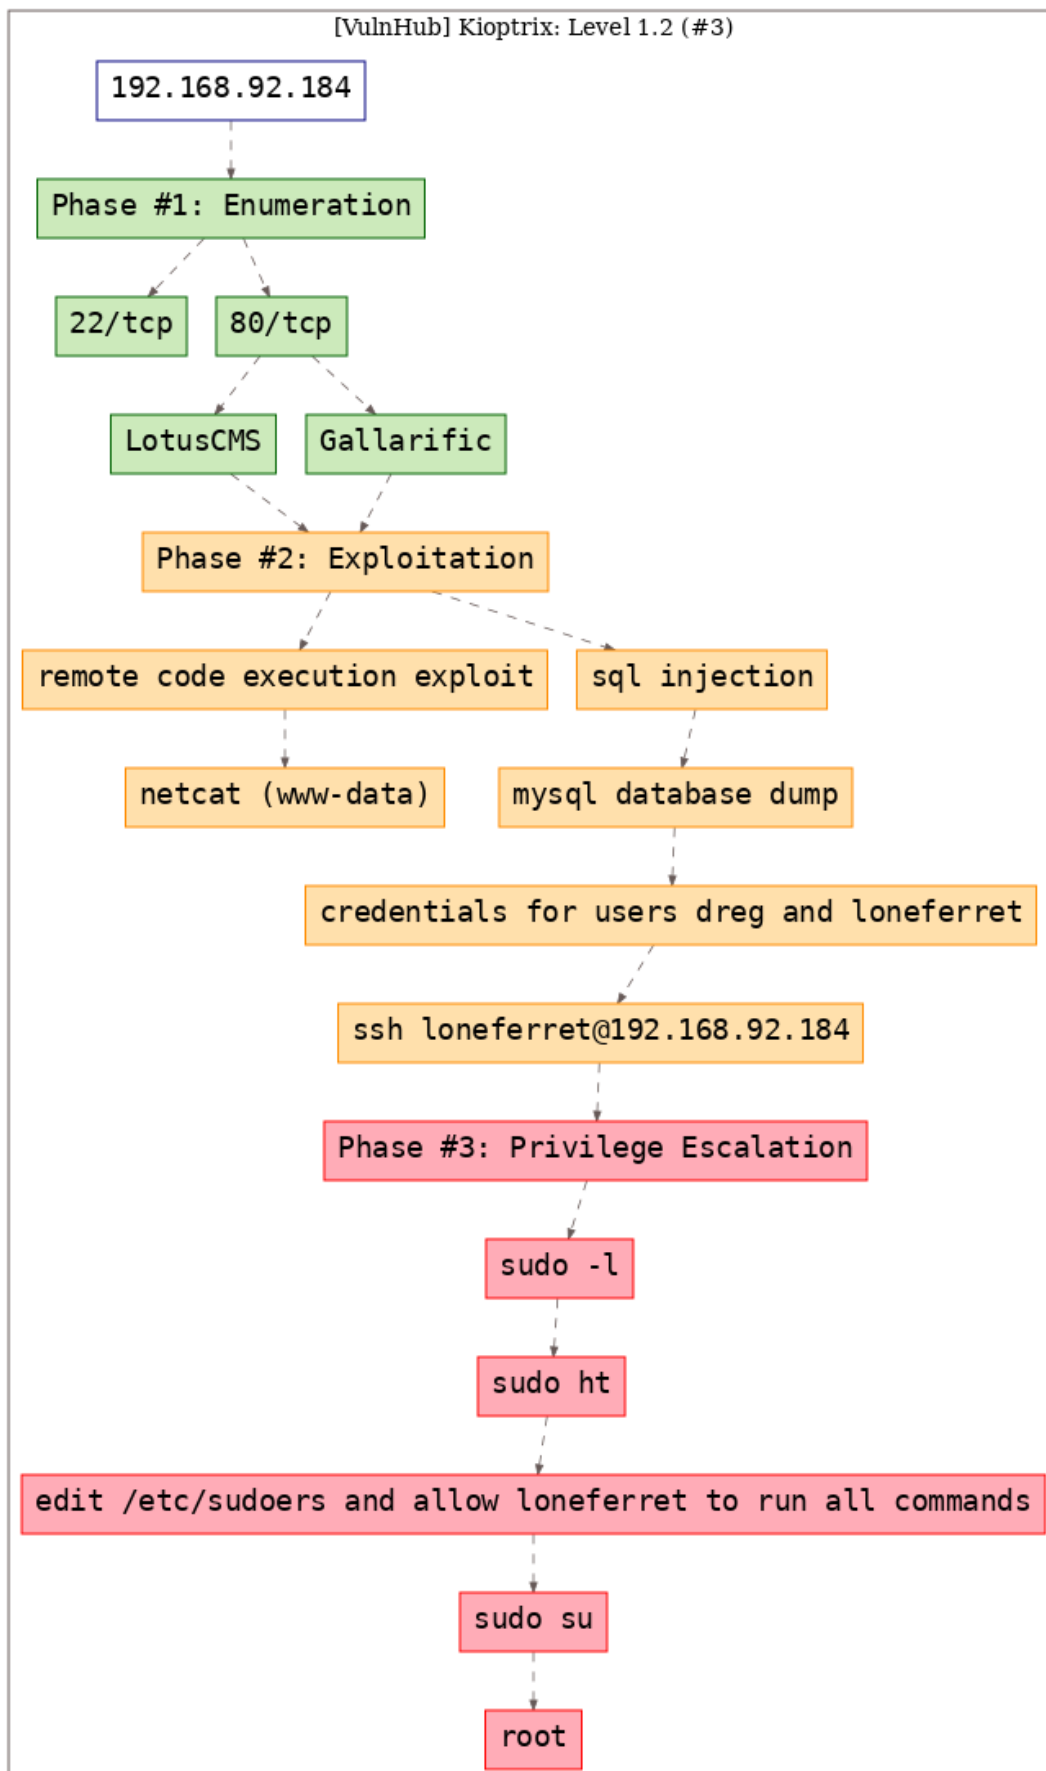 [VulnHub] Kioptrix: Level 1.2 (#3)
192.168.92.184
Phase #1: Enumeration
22/tcp
80/tcp
LotusCMS
Gallarific
Phase #2: Exploitation
remote code execution exploit
sql injection
netcat (www-data)
mysql database dump
credentials for users dreg and loneferret
ssh loneferret@192.168.92.184
Phase #3: Privilege Escalation
sudo -l
sudo ht
edit /etc/sudoers and allow loneferret to run all commands
sudo su
root